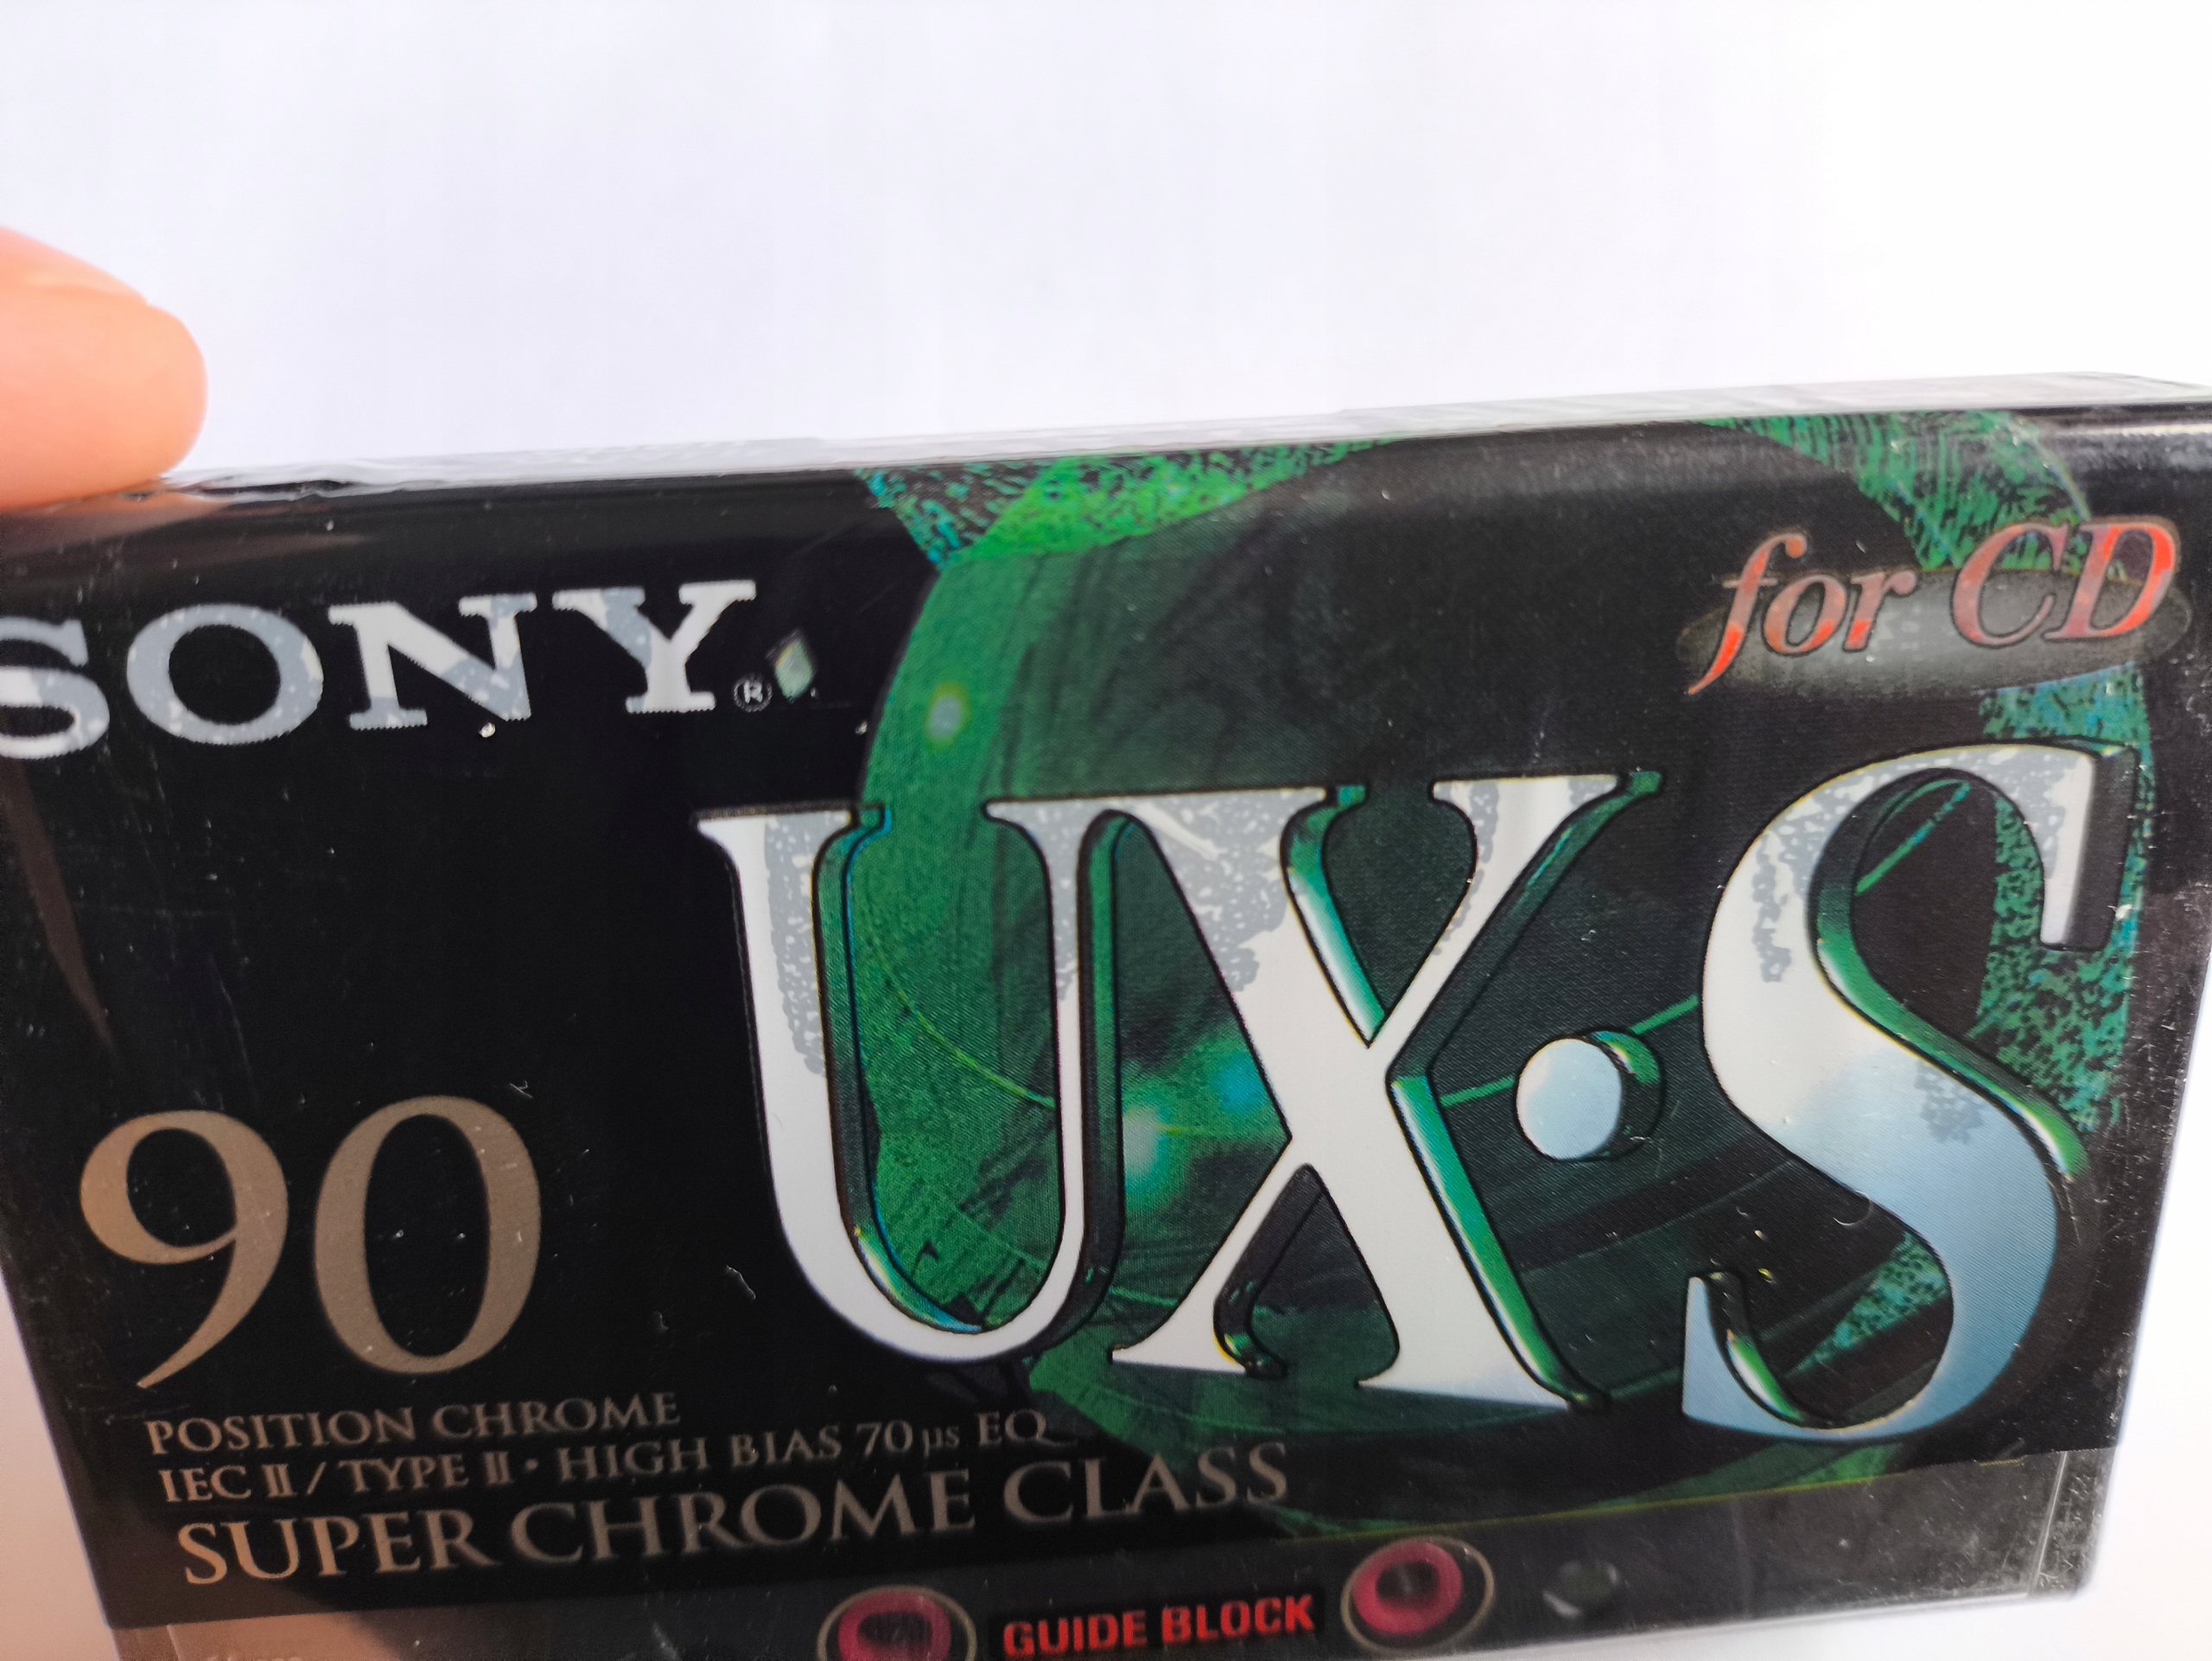 SONY®
for CD
UX·S
90
POSITION CHROME
IEC II / TYPE II · HIGH BIAS 70 µs EQ
SUPER CHROME CLASS
GUIDE BLOCK